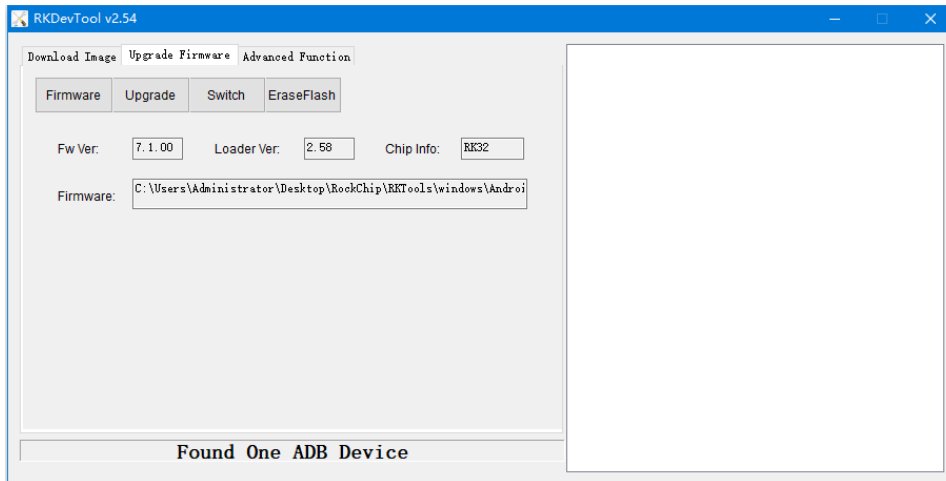 RKDevTool v2.54
Download Image Upgrade Firmware Advanced Function
Firmware Upgrade Switch EraseFlash
Fw Ver: 7.1.00 Loader Ver: 2.58 Chip Info: RK32
Firmware: C:\Users\Administrator\Desktop\RockChip\RKTools\windows\Androi
Found One ADB Device